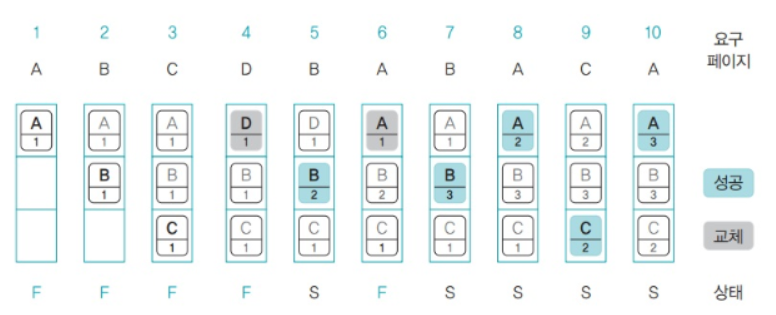 1 2 3 4 5 6 7 8 9 10 요구
A B C D B A B A C A 페이지
A A A D D A A A A A
1 1 1 1 1 1 1 2 2 3
B B B B B B B B B
1 1 1 2 2 3 3 3 3 성공
C C C C C C C C
1 1 1 1 1 1 2 2 교체
F F F F S F S S S S 상태